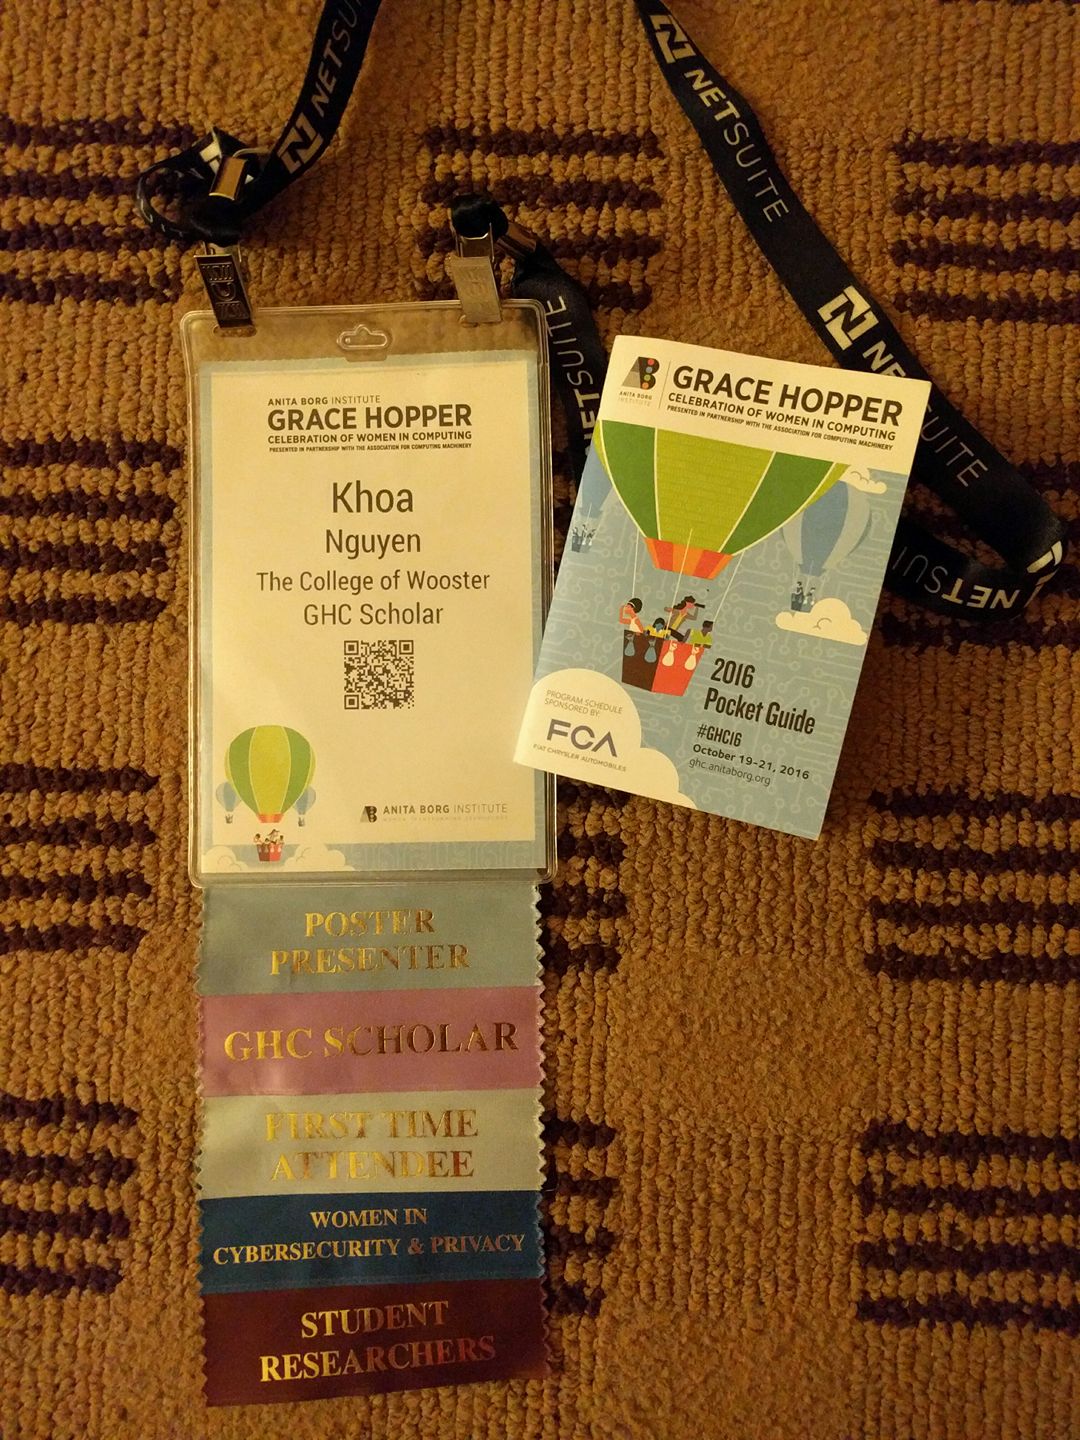 NETSUITE
NETSUITE
NETSUITE
NETSUITE
ANITA BORG INSTITUTE
GRACE HOPPER
CELEBRATION OF WOMEN IN COMPUTING
PRESENTED IN PARTNERSHIP WITH THE ASSOCIATION FOR COMPUTING MACHINERY
Khoa
Nguyen
The College of Wooster
GHC Scholar
ANITA BORG INSTITUTE
POSTER
PRESENTER
GHC SCHOLAR
FIRST TIME
ATTENDEE
WOMEN IN
CYBERSECURITY & PRIVACY
STUDENT
RESEARCHERS
ANITA BORG
INSTITUTE
GRACE HOPPER
CELEBRATION OF WOMEN IN COMPUTING
PRESENTED IN PARTNERSHIP WITH THE ASSOCIATION FOR COMPUTING MACHINERY
2016
Pocket Guide
#GHC16
October 19-21, 2016
ghc.anitaborg.org
PROGRAM SCHEDULE
SPONSORED BY:
FCA
FIAT CHRYSLER AUTOMOBILES